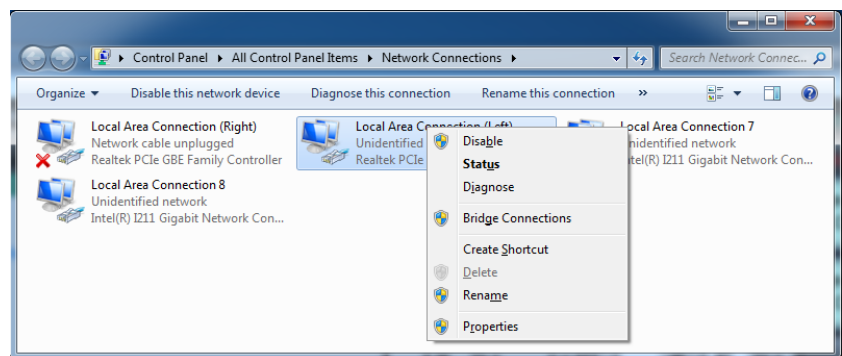 Control Panel ▸ All Control Panel Items ▸ Network Connections ▸
Search Network Connec...
Organize ▾ Disable this network device Diagnose this connection Rename this connection »
Local Area Connection (Right)
Network cable unplugged
Realtek PCIe GBE Family Controller
Local Area Connection (Left)
Unidentified
Realtek PCIe
Local Area Connection 7
nidentified network
tel(R) I211 Gigabit Network Con...
Local Area Connection 8
Unidentified network
Intel(R) I211 Gigabit Network Con...
Disable
Status
Diagnose
Bridge Connections
Create Shortcut
Delete
Rename
Properties